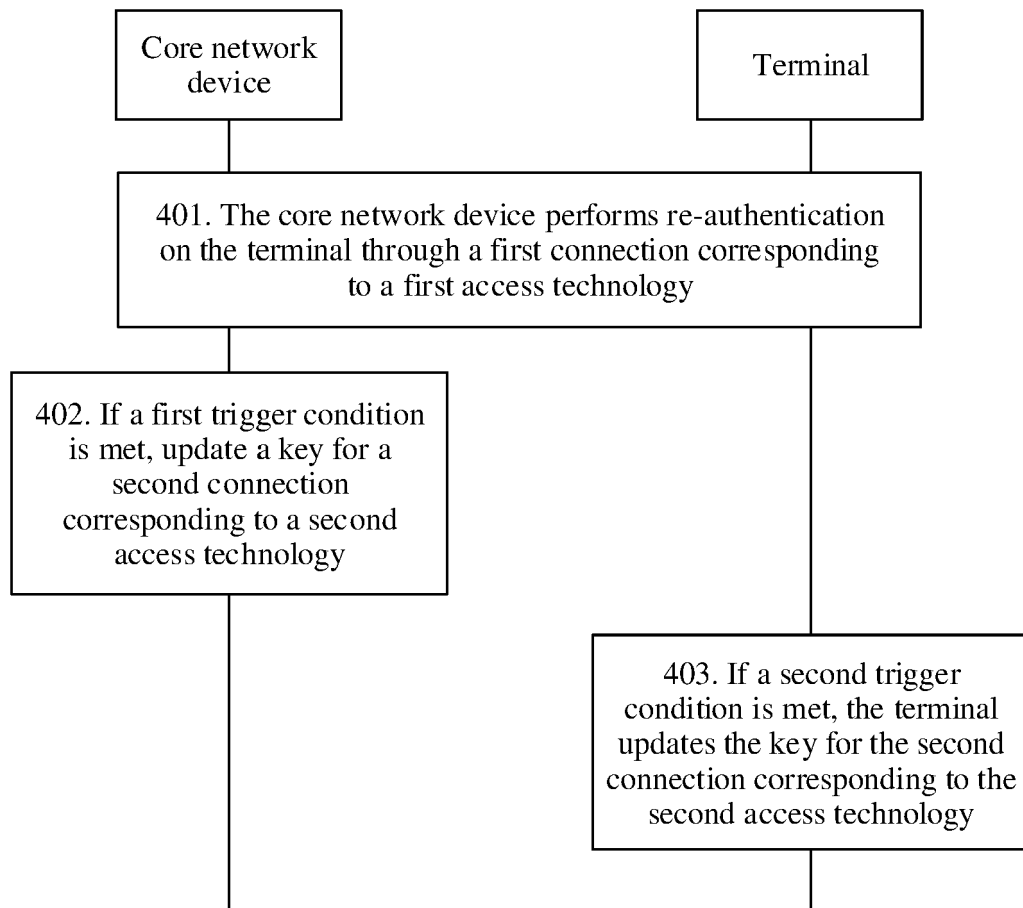 Core network
device
Terminal
401. The core network device performs re-authentication
on the terminal through a first connection corresponding
to a first access technology
402. If a first trigger condition
is met, update a key for a
second connection
corresponding to a second
access technology
403. If a second trigger
condition is met, the terminal
updates the key for the second
connection corresponding to the
second access technology